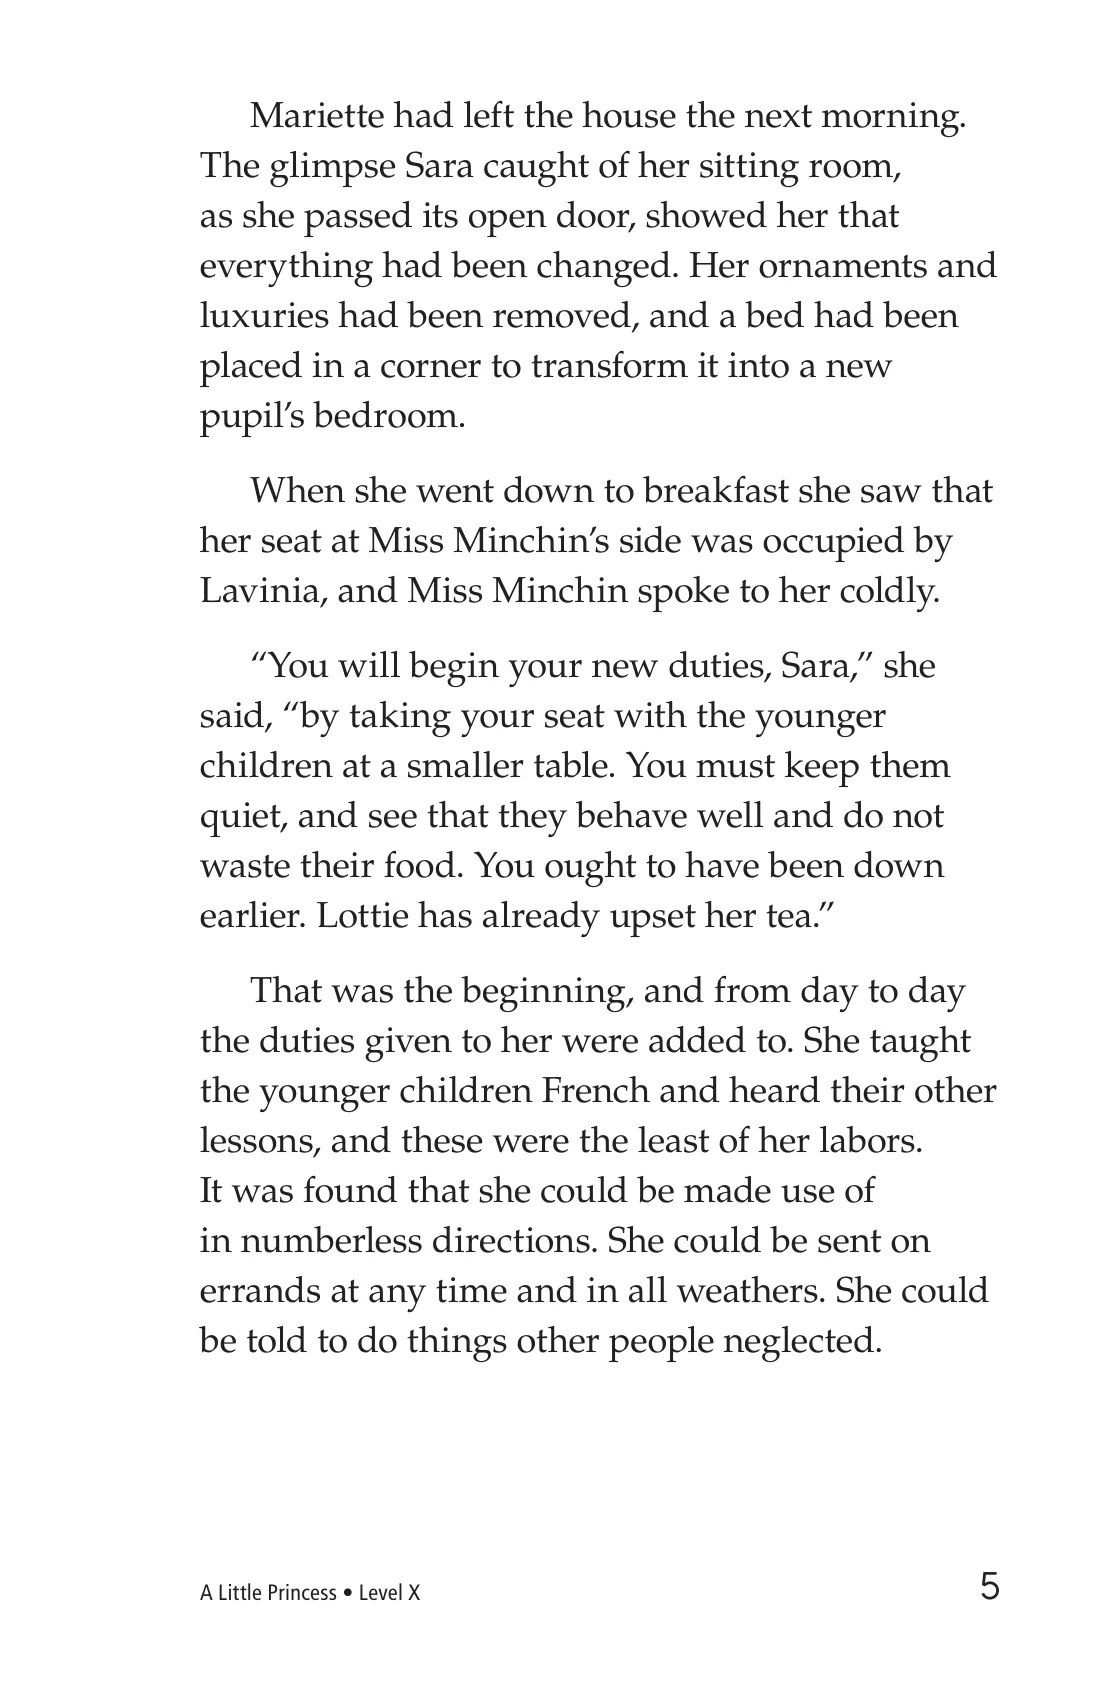 Mariette had left the house the next morning.
The glimpse Sara caught of her sitting room,
as she passed its open door, showed her that
everything had been changed. Her ornaments and
luxuries had been removed, and a bed had been
placed in a corner to transform it into a new
pupil’s bedroom.
When she went down to breakfast she saw that
her seat at Miss Minchin’s side was occupied by
Lavinia, and Miss Minchin spoke to her coldly.
“You will begin your new duties, Sara,” she
said, “by taking your seat with the younger
children at a smaller table. You must keep them
quiet, and see that they behave well and do not
waste their food. You ought to have been down
earlier. Lottie has already upset her tea.”
That was the beginning, and from day to day
the duties given to her were added to. She taught
the younger children French and heard their other
lessons, and these were the least of her labors.
It was found that she could be made use of
in numberless directions. She could be sent on
errands at any time and in all weathers. She could
be told to do things other people neglected.
A Little Princess • Level X
5